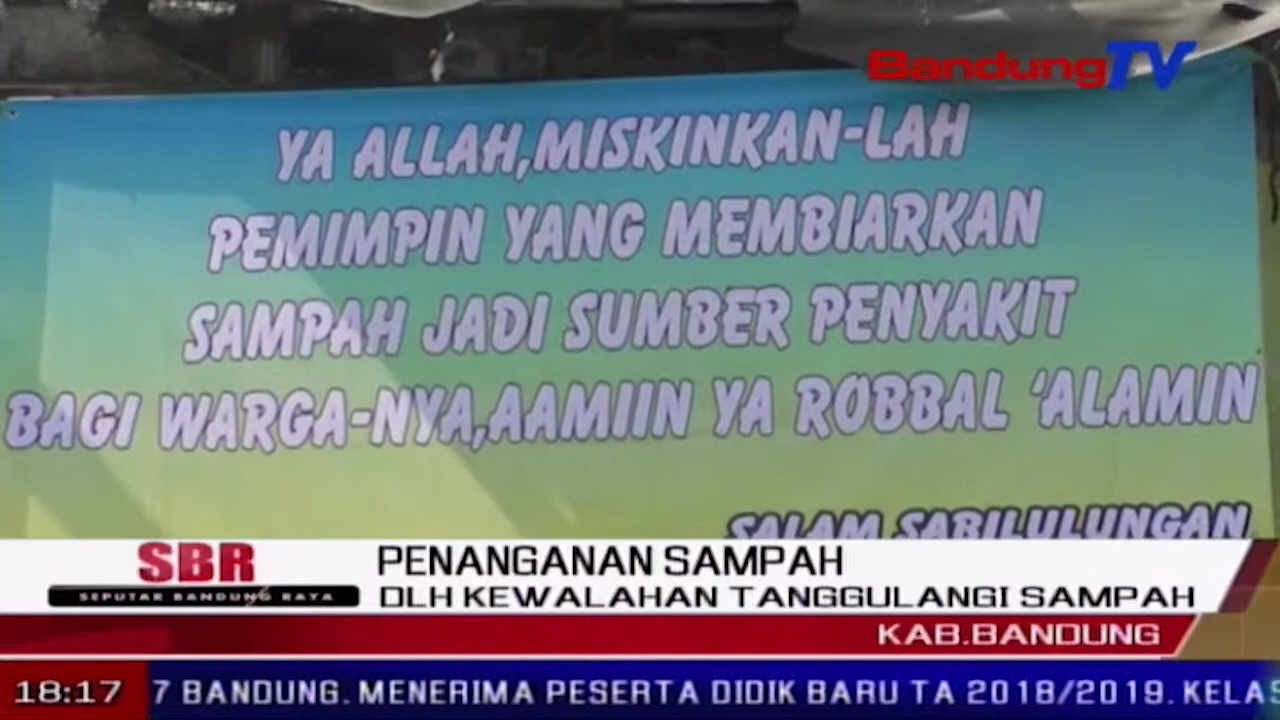 BandungTV
YA ALLAH,MISKINKAN-LAH
PEMIMPIN YANG MEMBIARKAN
SAMPAH JADI SUMBER PENYAKIT
BAGI WARGA-NYA,AAMIIN YA ROBBAL 'ALAMIN
SALAM SABILULUNGAN
SBR
SEPUTAR BANDUNG RAYA
PENANGANAN SAMPAH
DLH KEWALAHAN TANGGULANGI SAMPAH
KAB.BANDUNG
18:17
7 BANDUNG. MENERIMA PESERTA DIDIK BARU TA 2018/2019. KELAS